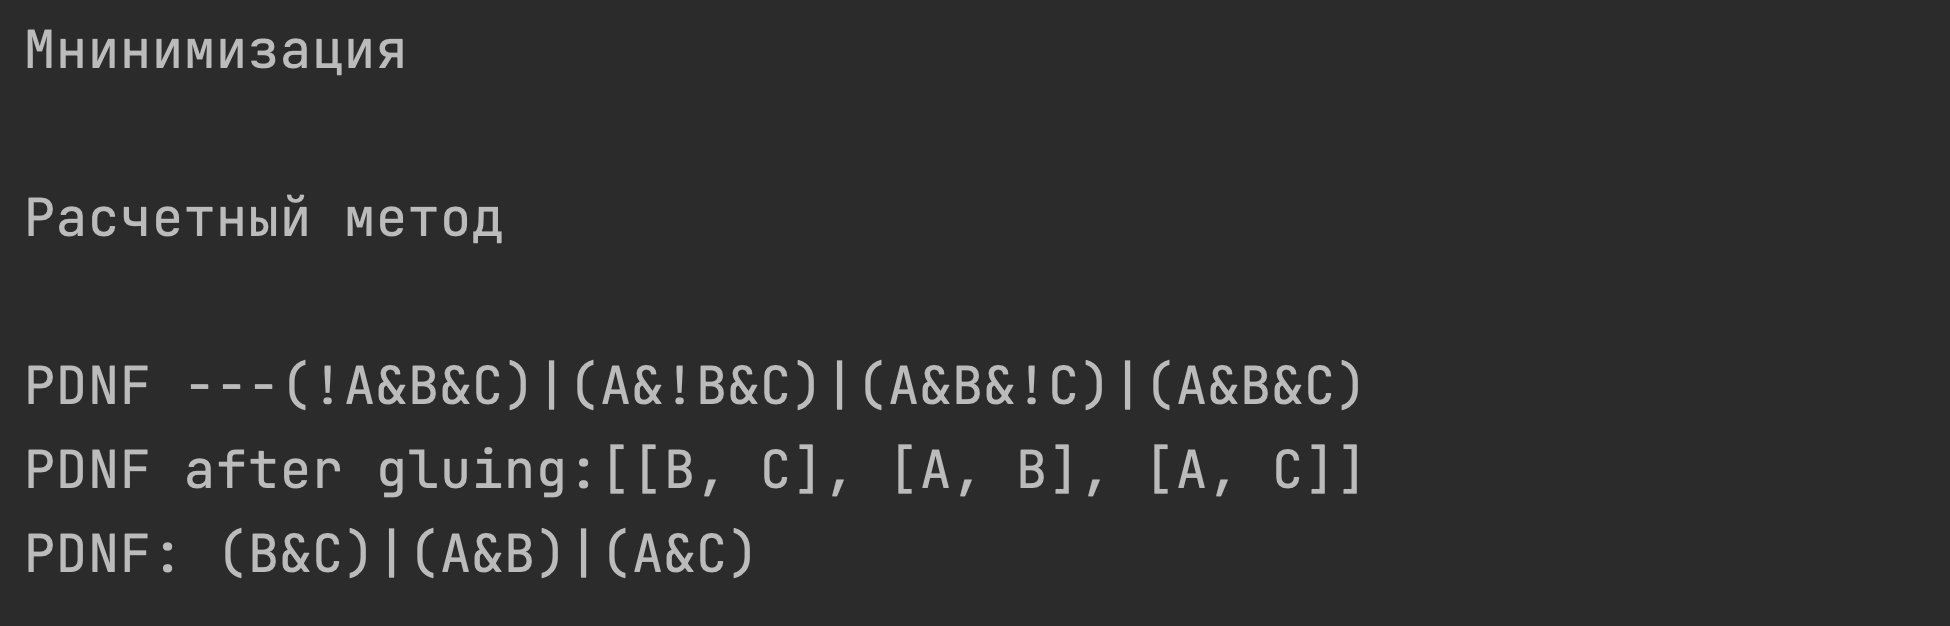 Мнинимизация
Расчетный метод
PDNF ---(!A&B&C)|(A&!B&C)|(A&B&!C)|(A&B&C)
PDNF after gluing:[[B, C], [A, B], [A, C]]
PDNF: (B&C)|(A&B)|(A&C)